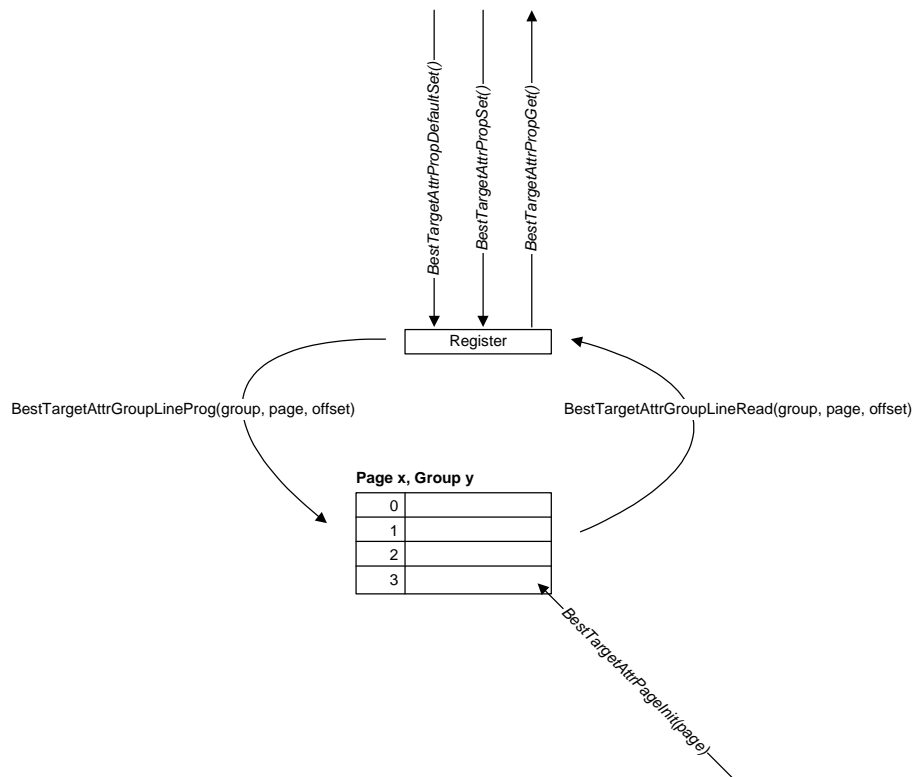 BestTargetAttrPropDefaultSet()
BestTargetAttrPropSet()
BestTargetAttrPropGet()
Register
BestTargetAttrGroupLineProg(group, page, offset)
BestTargetAttrGroupLineRead(group, page, offset)
Page x, Group y
0
1
2
3
BestTargetAttrPageInit(page)